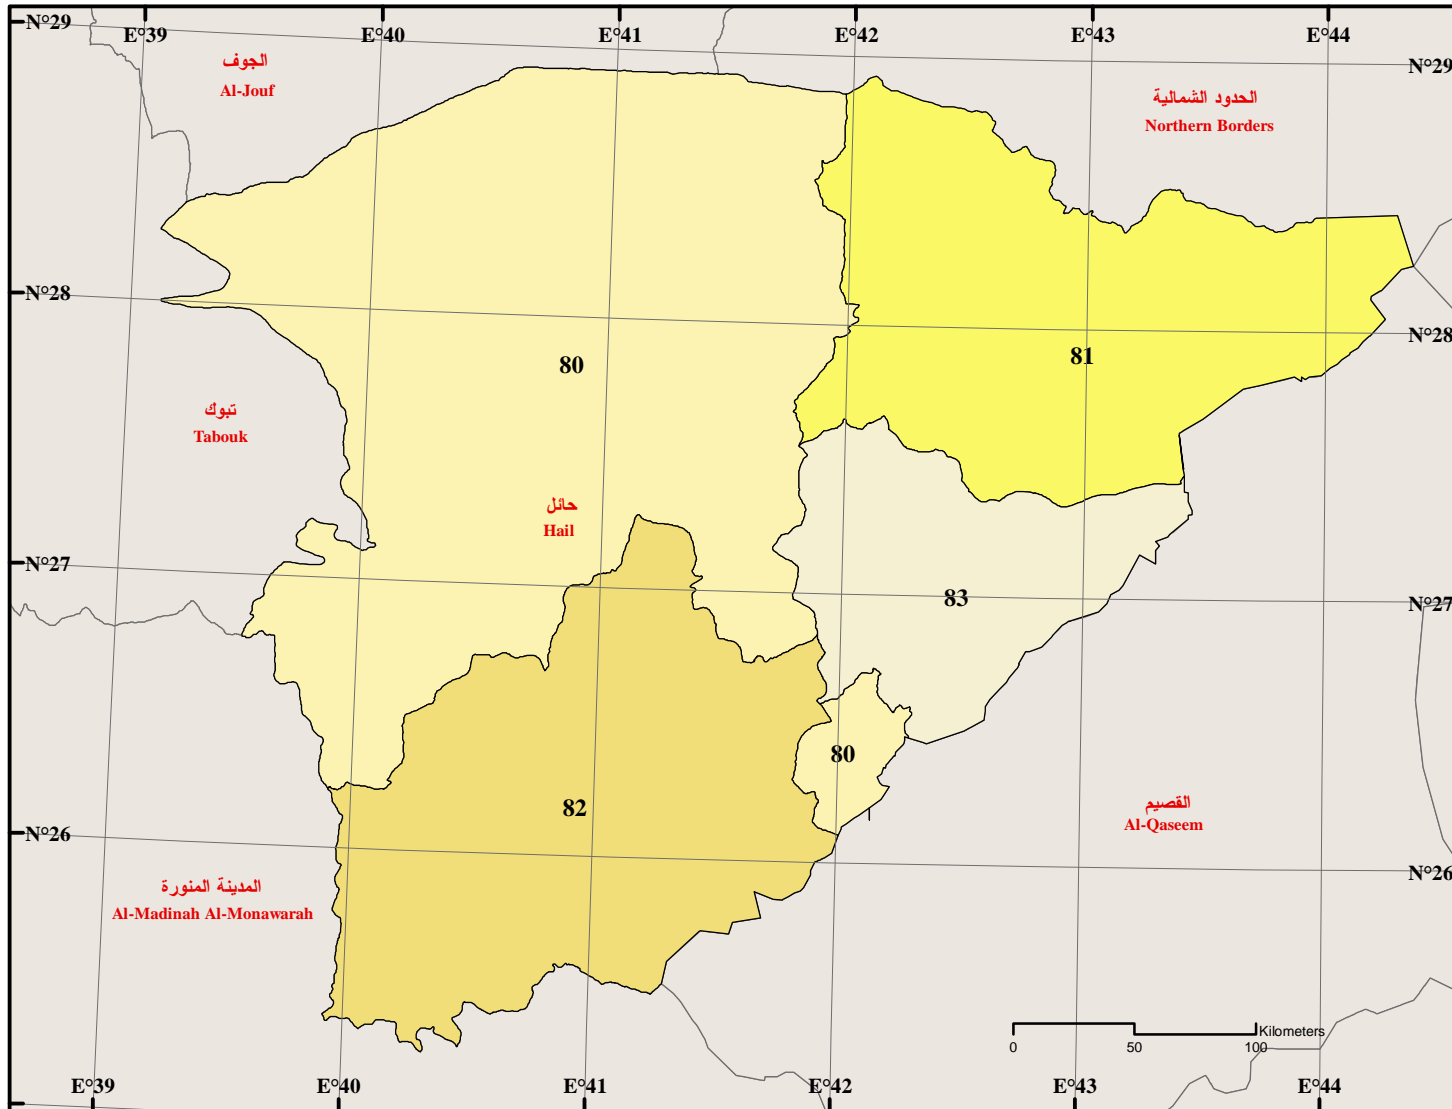 N°29
E°39
E°40
E°41
E°42
E°43
E°44
N°29
الجوف
Al-Jouf
الحدود الشمالية
Northern Borders
N°28
N°28
80
81
تبوك
Tabouk
حائل
Hail
N°27
N°27
83
80
82
القصيم
Al-Qaseem
N°26
N°26
المدينة المنورة
Al-Madinah Al-Monawarah
Kilometers
0
50
100
E°39
E°40
E°41
E°42
E°43
E°44